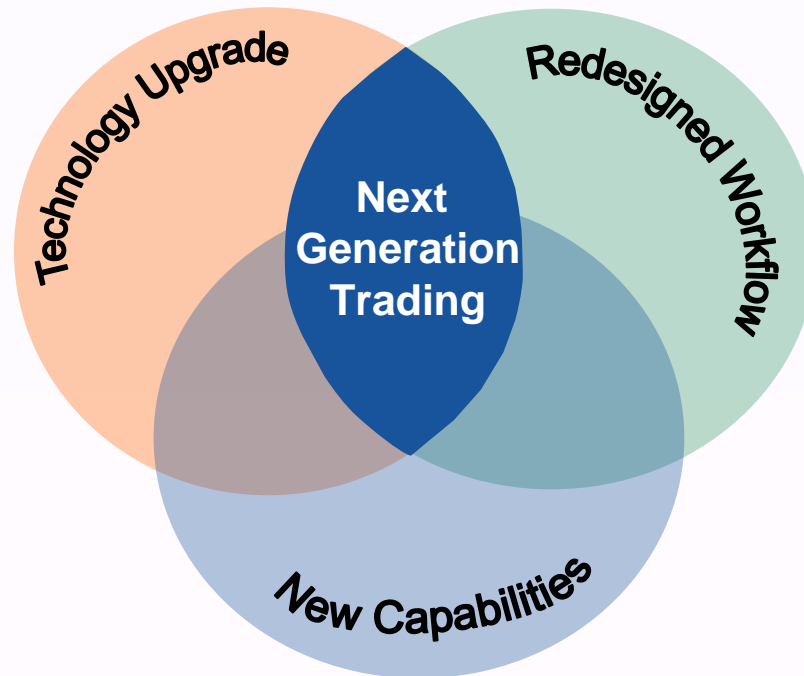 Technology Upgrade
Redesigned Workflow
Next
Generation
Trading
New Capabilities